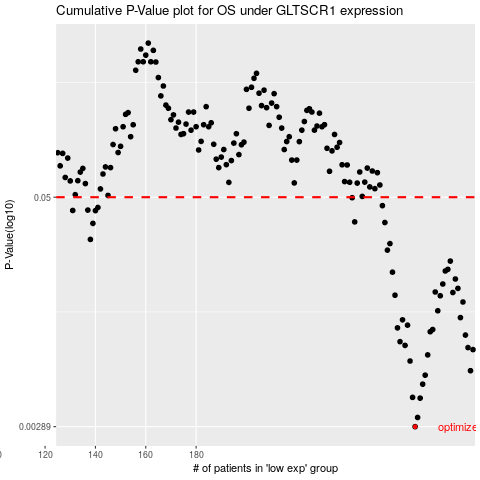 Cumulative P-Value plot for OS under GLTSCR1 expression
P-Value(log10)
0.05
0.00289
optimize
0
120
140
160
180
# of patients in 'low exp' group